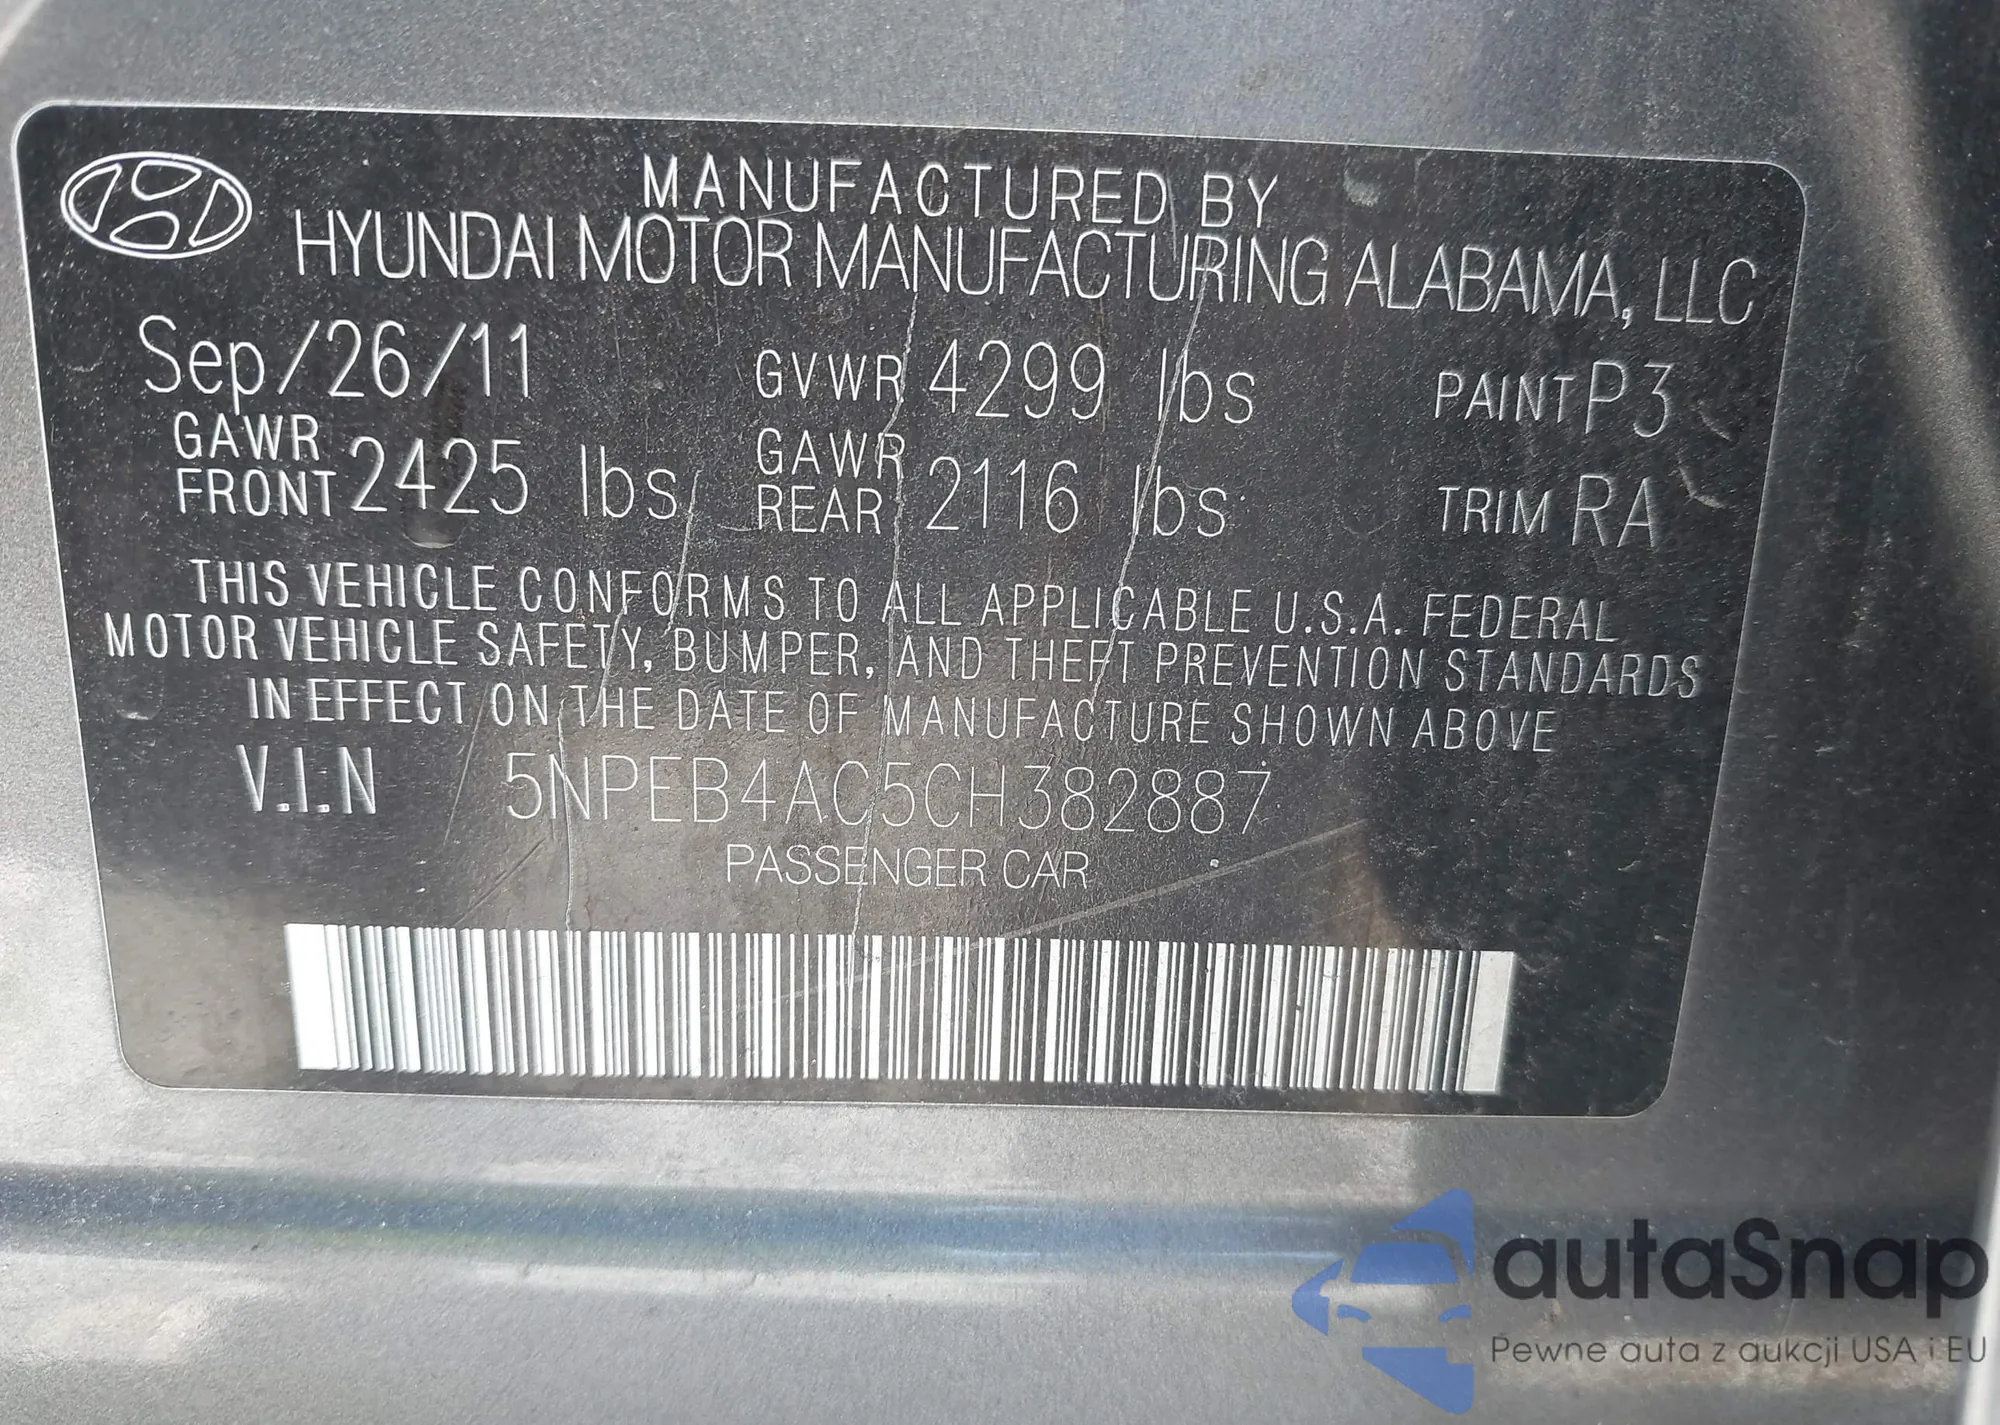 MANUFACTURED BY
HYUNDAI MOTOR MANUFACTURING ALABAMA, LLC
Sep/26/11 GVWR 4299 lbs PAINT P3
GAWR FRONT 2425 lbs GAWR REAR 2116 lbs TRIM RA
THIS VEHICLE CONFORMS TO ALL APPLICABLE U.S.A. FEDERAL
MOTOR VEHICLE SAFETY, BUMPER, AND THEFT PREVENTION STANDARDS
IN EFFECT ON THE DATE OF MANUFACTURE SHOWN ABOVE
V.I.N 5NPEB4AC5CH382887
PASSENGER CAR
autaSnap
Pewne auta z aukcji USA i EU